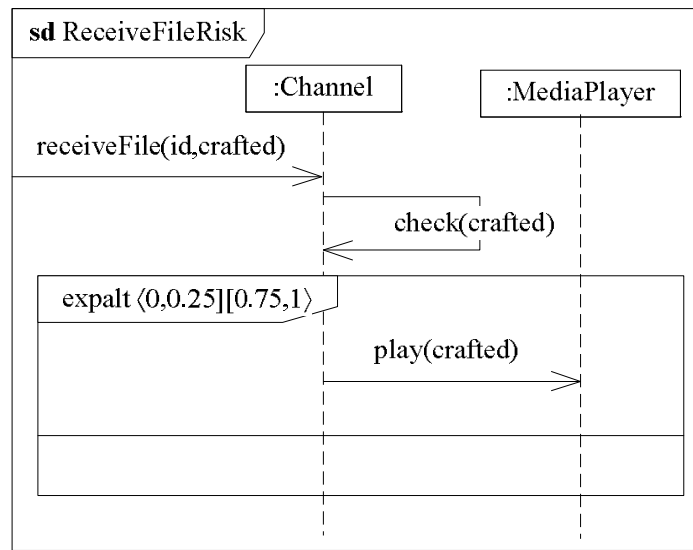 sd ReceiveFileRisk
:Channel
:MediaPlayer
receiveFile(id,crafted)
check(crafted)
expalt ⟨0,0.25][0.75,1⟩
play(crafted)